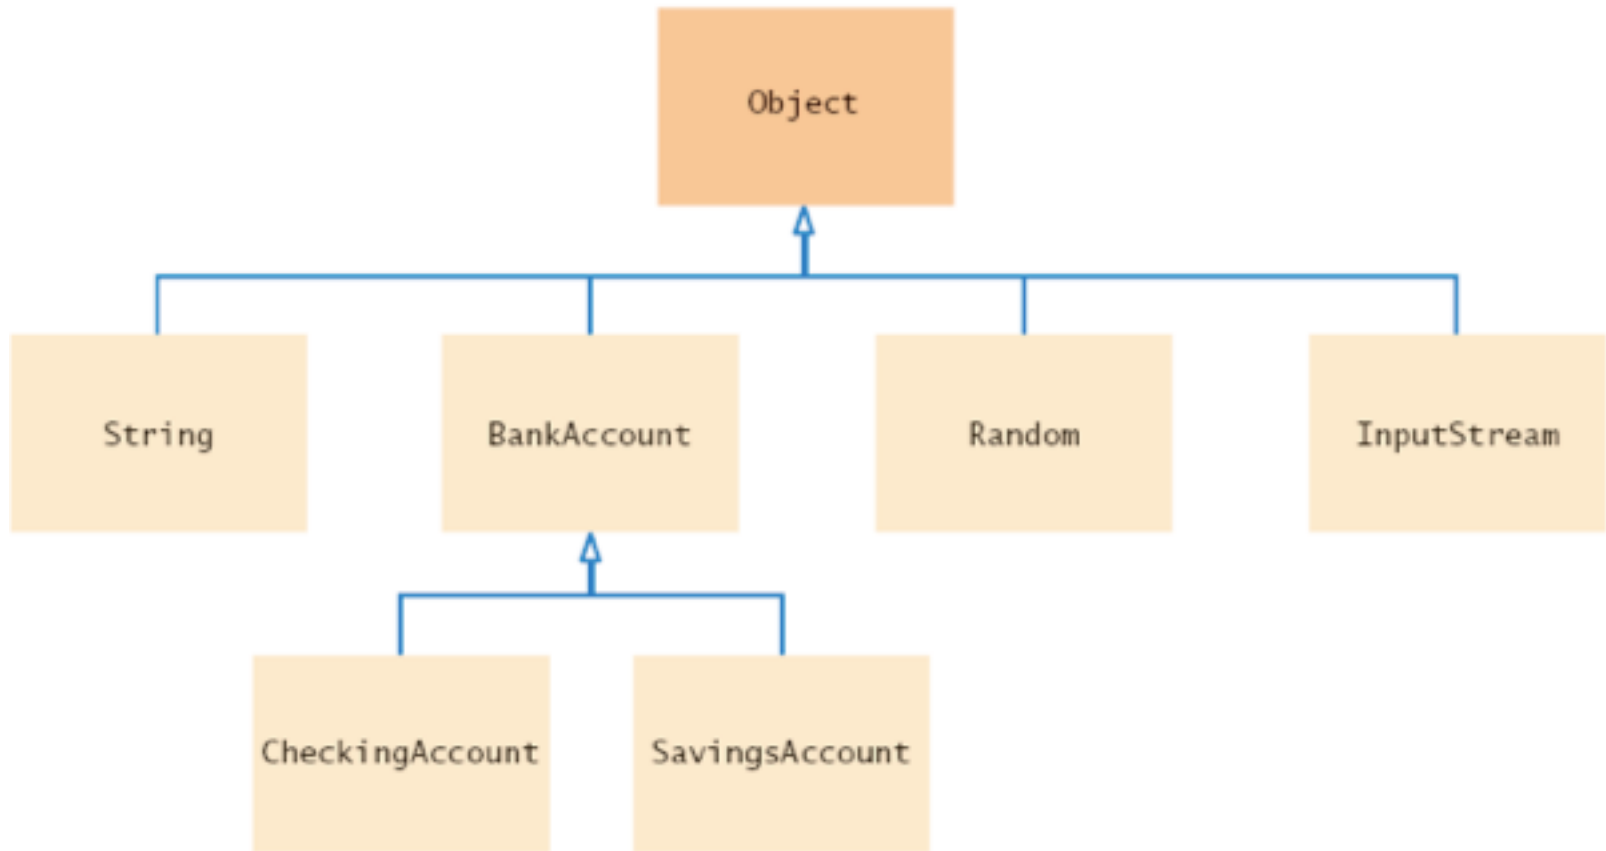 Object
String
BankAccount
Random
InputStream
CheckingAccount
SavingsAccount